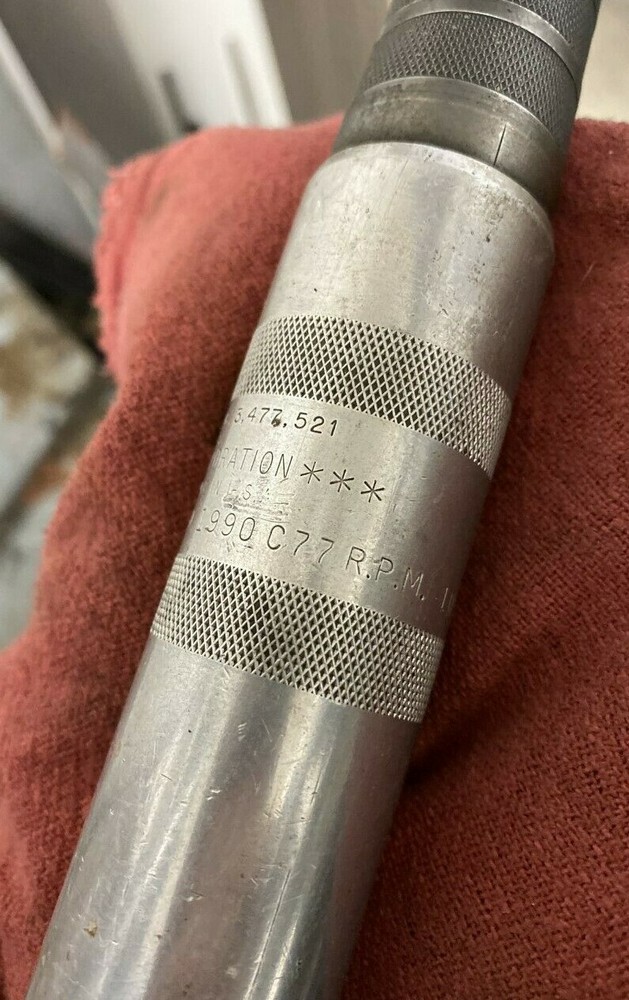 3,477,521
RATION ***
1990 C77 R.P.M.